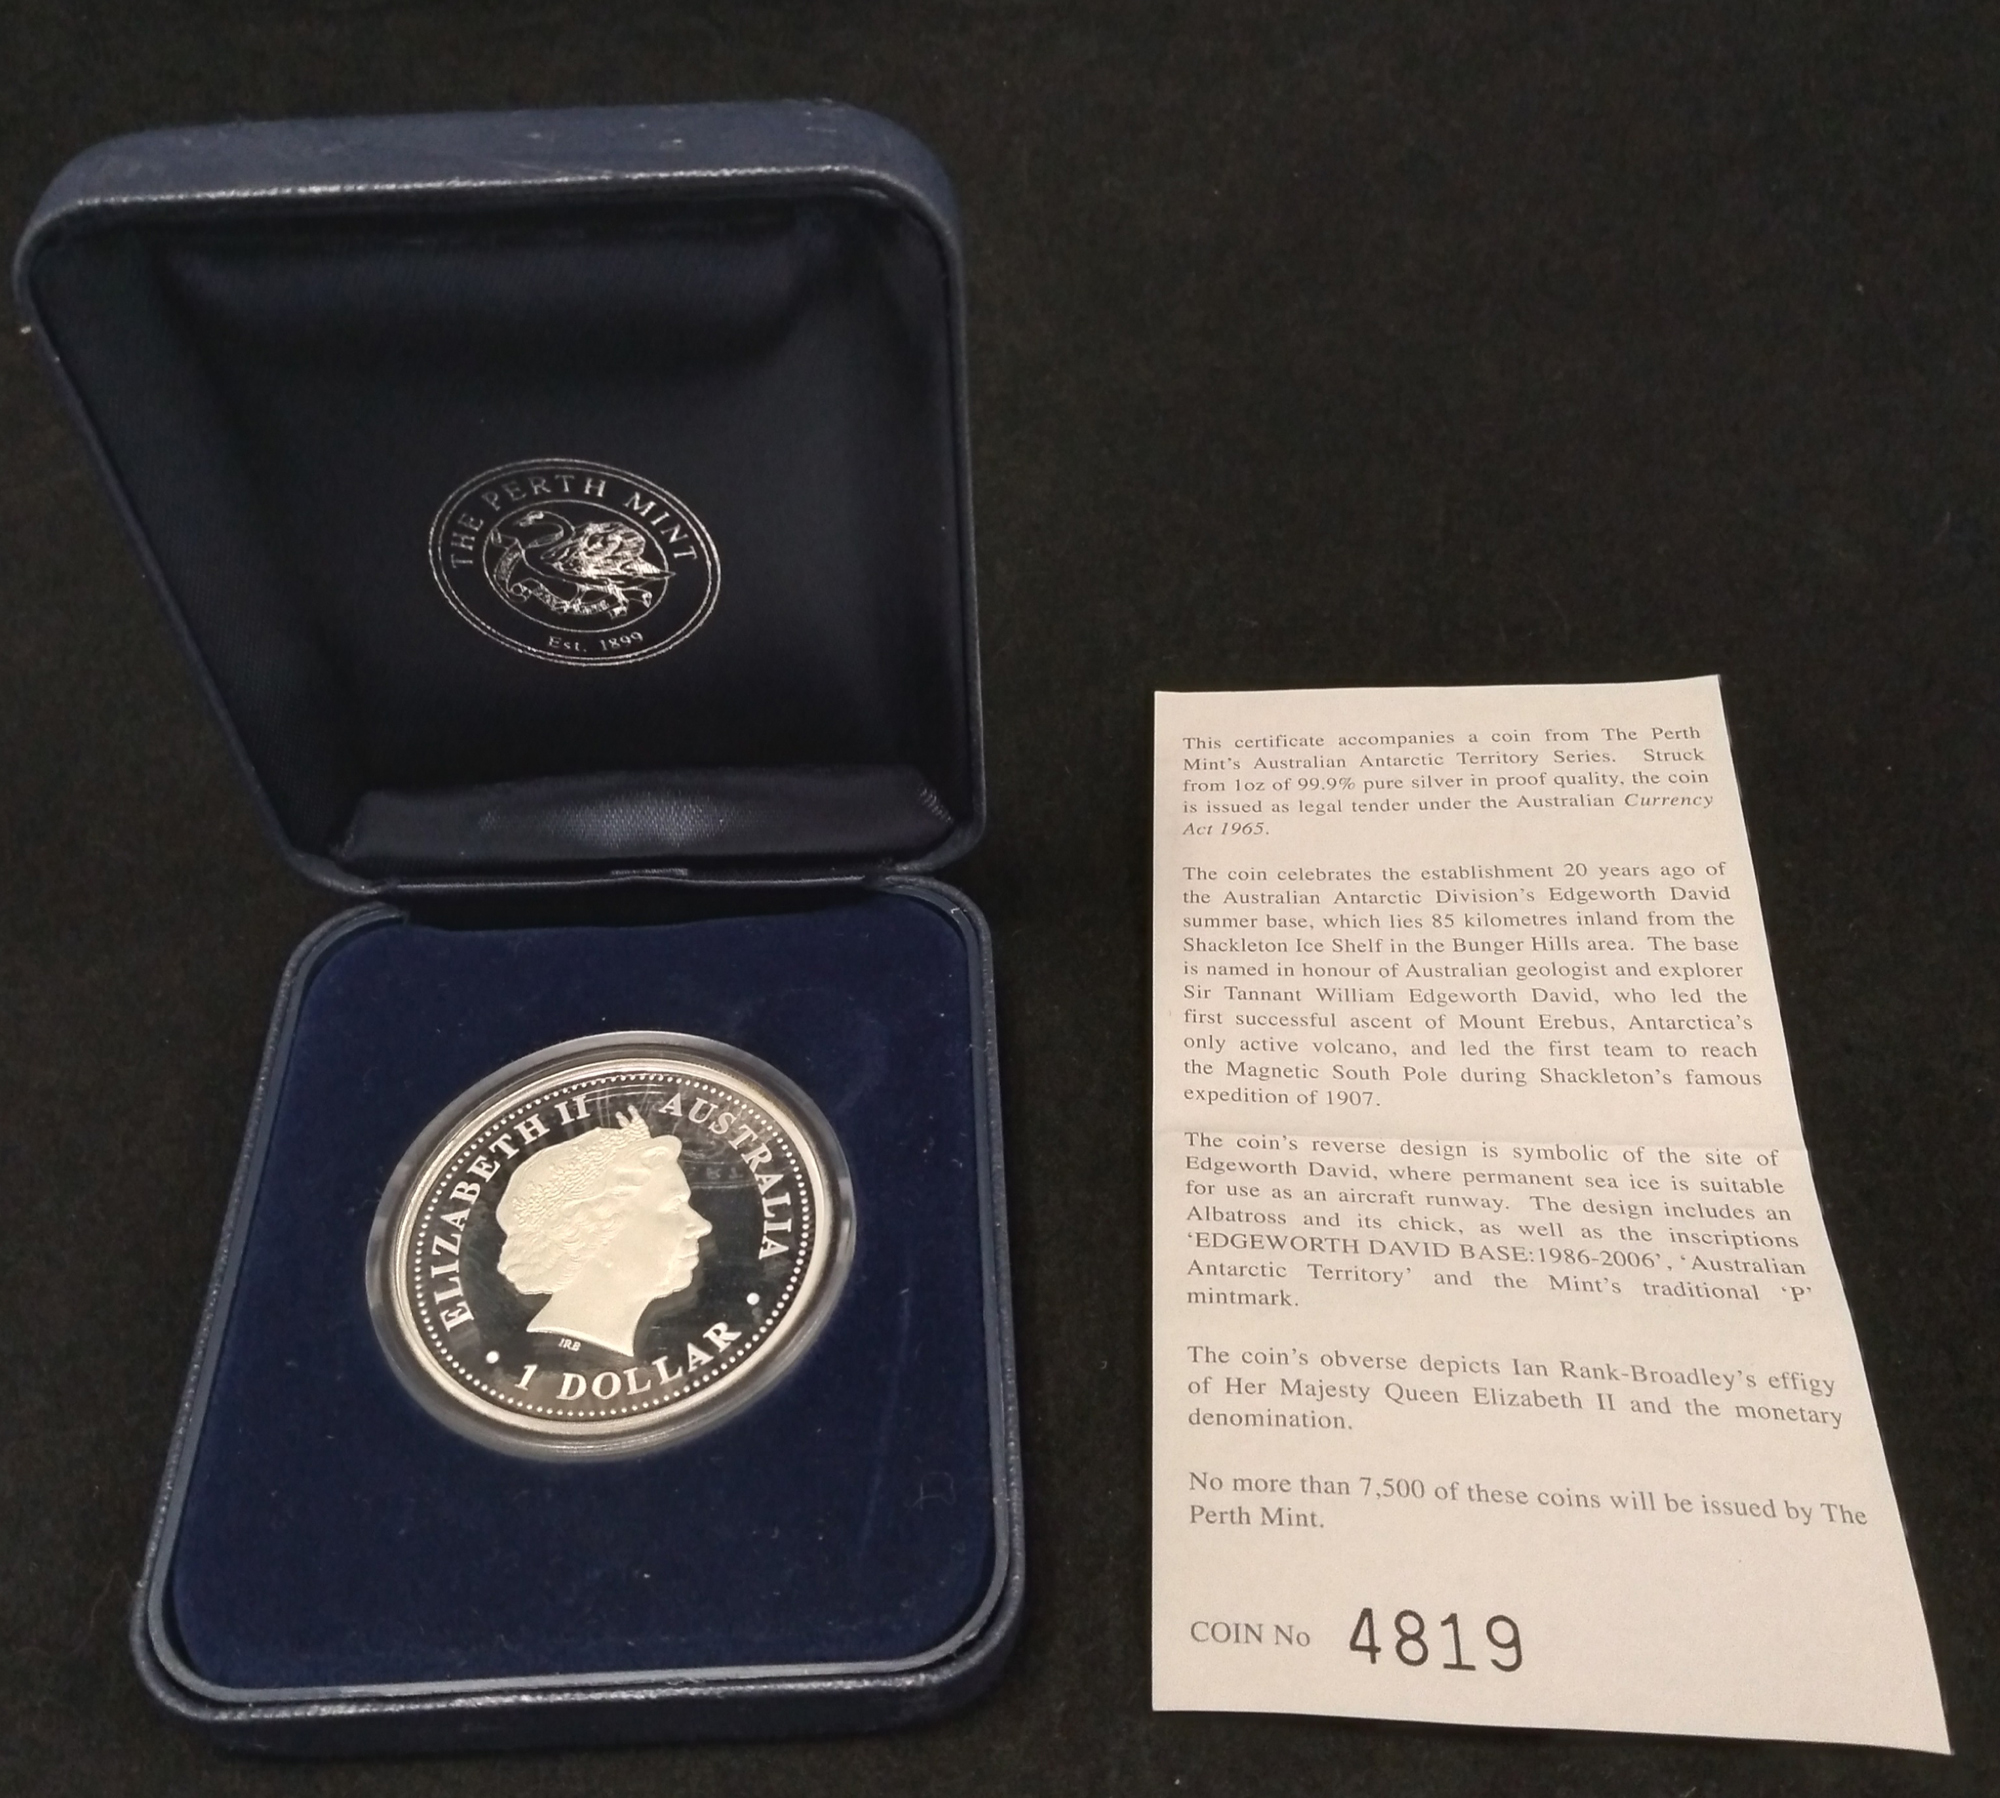 THE PERTH MINT
Est. 1899
ELIZABETH II AUSTRALIA
IRB
1 DOLLAR
This certificate accompanies a coin from The Perth
Mint's Australian Antarctic Territory Series. Struck
from 1oz of 99.9% pure silver in proof quality, the coin
is issued as legal tender under the Australian Currency
Act 1965.
The coin celebrates the establishment 20 years ago of
the Australian Antarctic Division's Edgeworth David
summer base, which lies 85 kilometres inland from the
Shackleton Ice Shelf in the Bunger Hills area. The base
is named in honour of Australian geologist and explorer
Sir Tannant William Edgeworth David, who led the
first successful ascent of Mount Erebus, Antarctica's
only active volcano, and led the first team to reach
the Magnetic South Pole during Shackleton's famous
expedition of 1907.
The coin's reverse design is symbolic of the site of
Edgeworth David, where permanent sea ice is suitable
for use as an aircraft runway. The design includes an
Albatross and its chick, as well as the inscriptions
'EDGEWORTH DAVID BASE:1986-2006', 'Australian
Antarctic Territory' and the Mint's traditional 'P'
mintmark.
The coin's obverse depicts Ian Rank-Broadley's effigy
of Her Majesty Queen Elizabeth II and the monetary
denomination.
No more than 7,500 of these coins will be issued by The
Perth Mint.
COIN No 4819